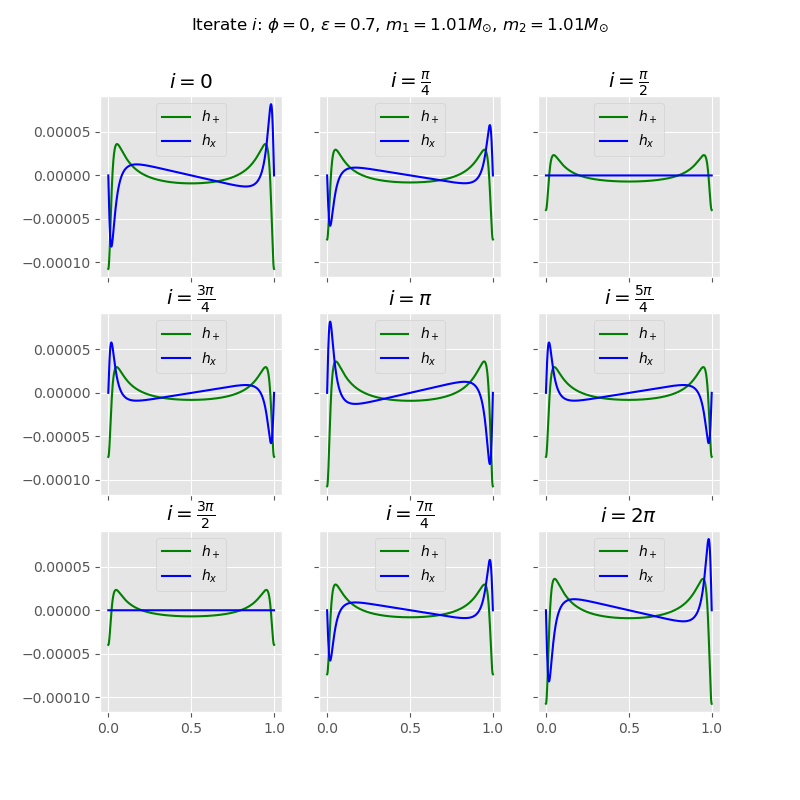 Iterate i: ϕ = 0, ε = 0.7, m₁ = 1.01M⊙, m₂ = 1.01M⊙
i = 0
i = π/4
i = π/2
h₊
hₓ
h₊
hₓ
h₊
hₓ
0.00005
0.00000
−0.00005
−0.00010
i = 3π/4
i = π
i = 5π/4
h₊
hₓ
h₊
hₓ
h₊
hₓ
0.00005
0.00000
−0.00005
−0.00010
i = 3π/2
i = 7π/4
i = 2π
h₊
hₓ
h₊
hₓ
h₊
hₓ
0.00005
0.00000
−0.00005
−0.00010
0.0 0.5 1.0
0.0 0.5 1.0
0.0 0.5 1.0